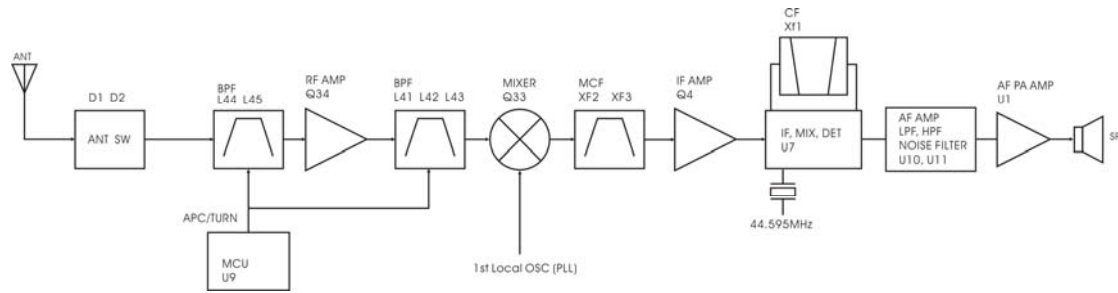 ANT
D1 D2
ANT SW
BPF
L44 L45
RF AMP
Q34
BPF
L41 L42 L43
MIXER
Q33
MCF
XF2 XF3
IF AMP
Q4
CF
Xf1
IF, MIX, DET
U7
44.595MHz
AF AMP
LPF, HPF
NOISE FILTER
U10, U11
AF PA AMP
U1
APC/TURN
MCU
U9
1st Local OSC (PLL)